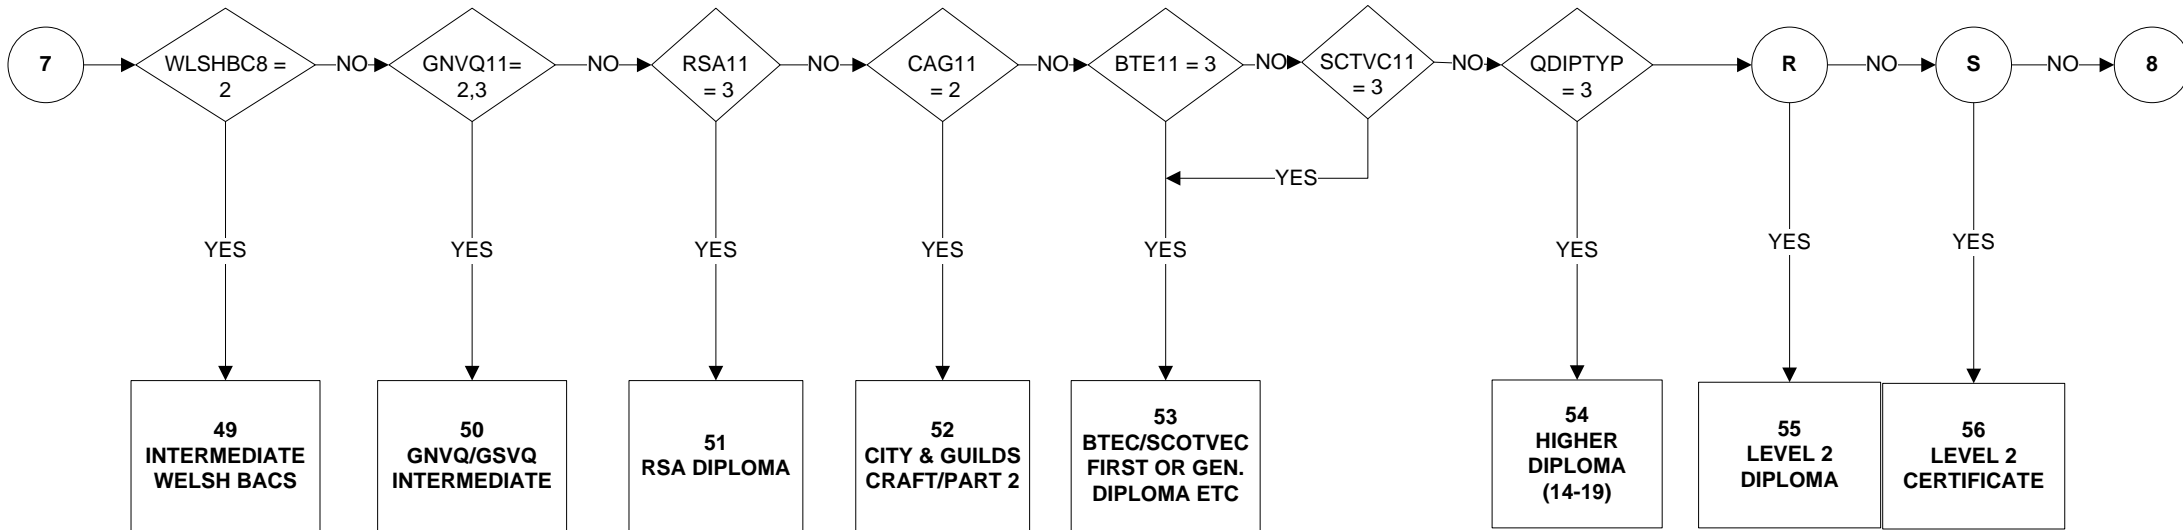 7
WLSHBC8 =
2
NO
GNVQ11=
2,3
NO
RSA11
= 3
NO
CAG11
= 2
NO
BTE11 = 3
NO
SCTVC11
= 3
NO
QDIPTYP
= 3
R
NO
S
NO
8
YES
YES
YES
YES
YES
YES
YES
YES
YES
49
INTERMEDIATE
WELSH BACS
50
GNVQ/GSVQ
INTERMEDIATE
51
RSA DIPLOMA
52
CITY & GUILDS
CRAFT/PART 2
53
BTEC/SCOTVEC
FIRST OR GEN.
DIPLOMA ETC
54
HIGHER
DIPLOMA
(14-19)
55
LEVEL 2
DIPLOMA
56
LEVEL 2
CERTIFICATE